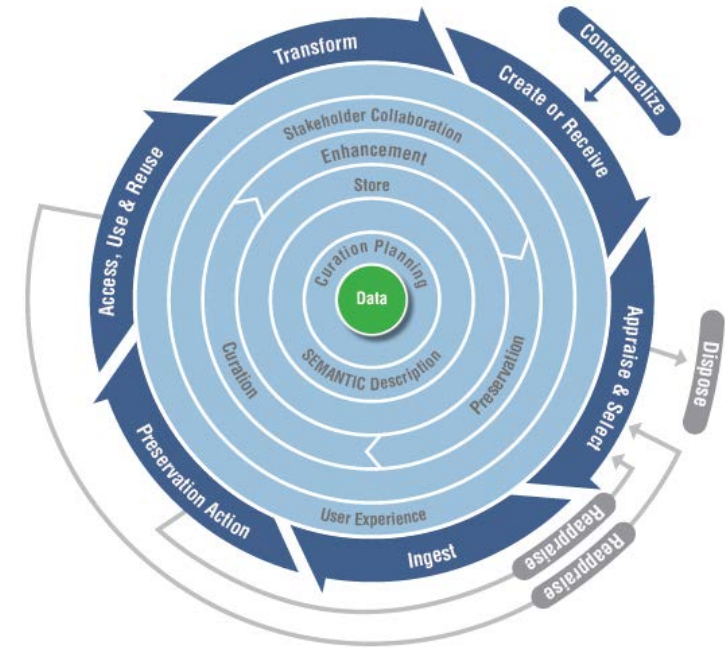 Transform
Conceptualize
Create or Receive
Stakeholder Collaboration
Enhancement
Store
Access, Use & Reuse
Curation Planning
Data
Appraise & Select
Dispose
SEMANTIC Description
Curation
Preservation
Preservation Action
User Experience
Ingest
Reappraise
Reappraise